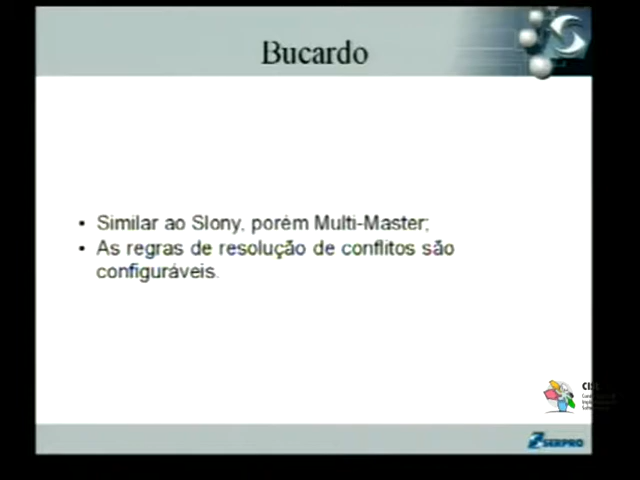 Bucardo
• Similar ao Slony, porém Multi-Master;
• As regras de resolução de conflitos são
configuráveis.
SERPRO